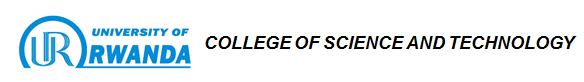 UR
UNIVERSITY OF
RWANDA
COLLEGE OF SCIENCE AND TECHNOLOGY